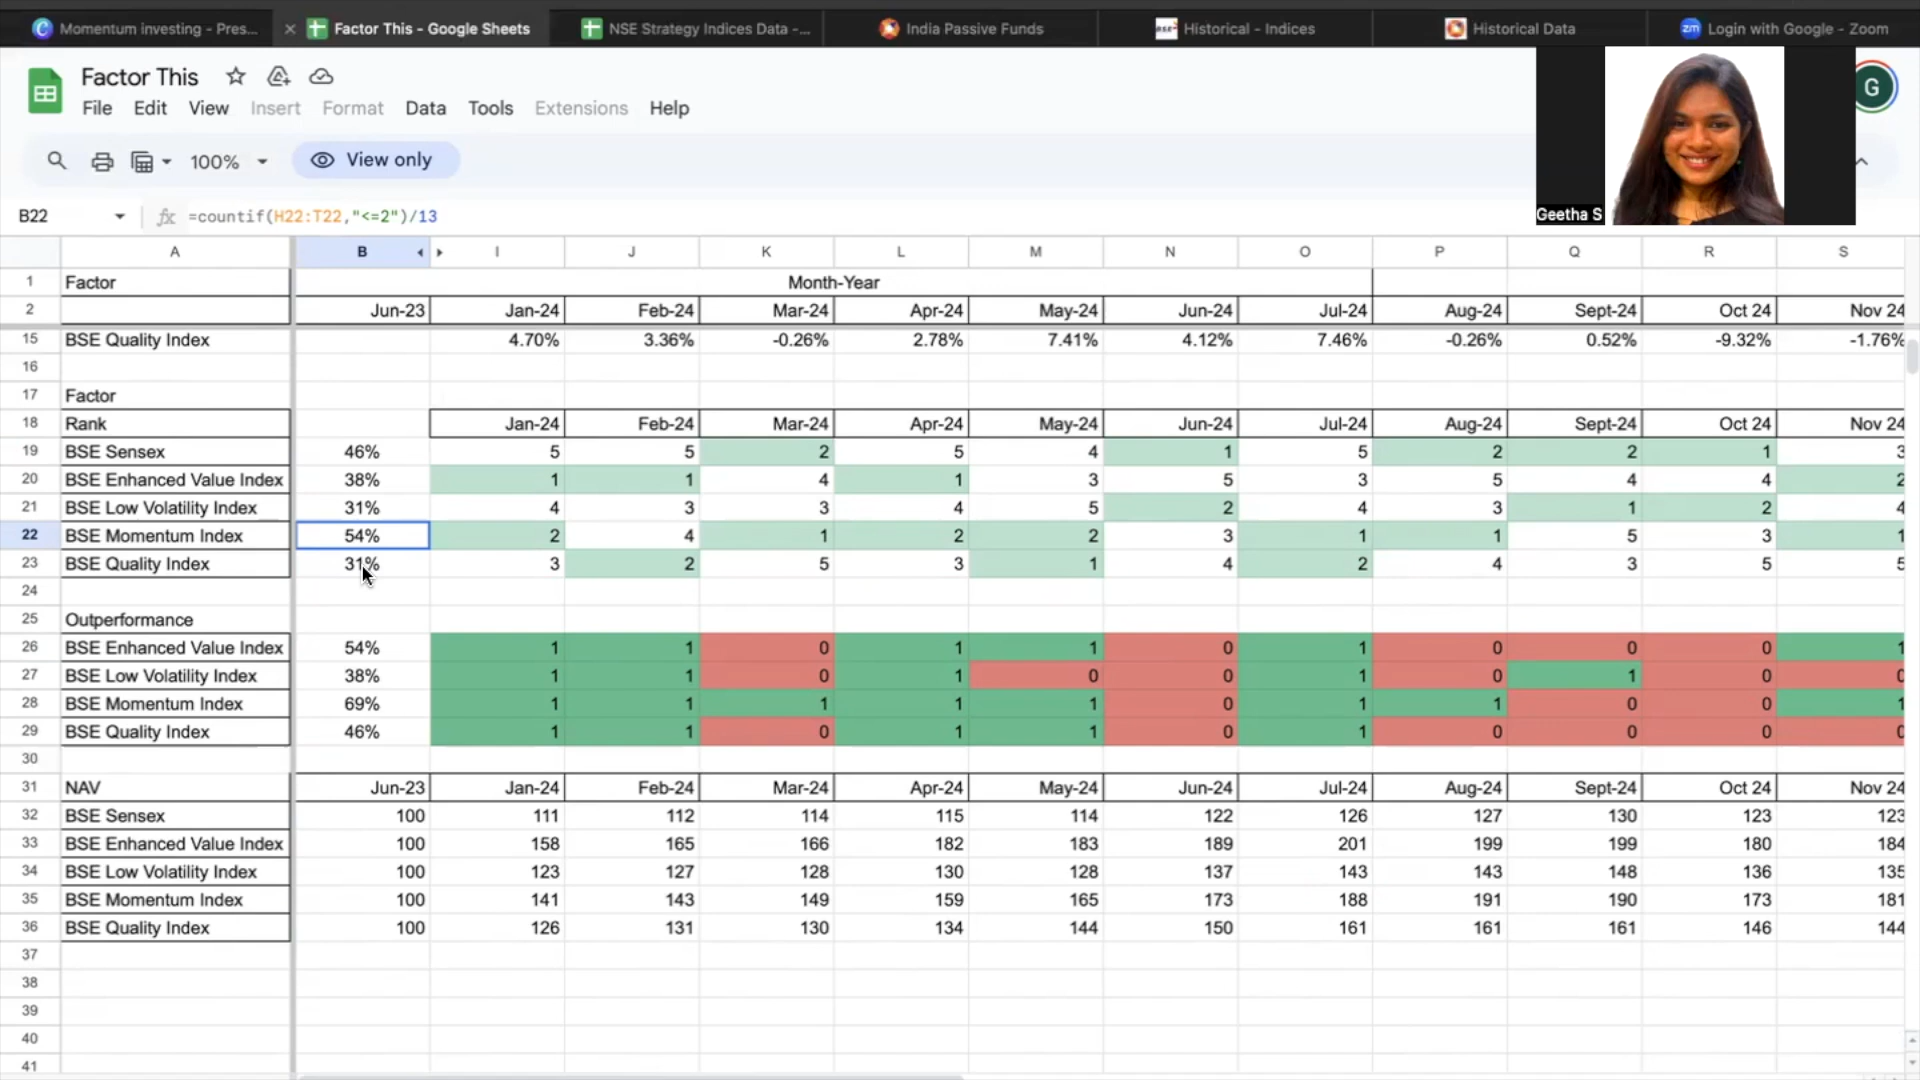 Momentum investing - Pres...
Factor This - Google Sheets
NSE Strategy Indices Data -...
India Passive Funds
Historical - Indices
Historical Data
zm Login with Google - Zoom
Factor This
File Edit View Insert Format Data Tools Extensions Help
100% View only
G
Geetha S
B22 fx =countif(H22:T22,"<=2")/13
A B I J K L M N O P Q R S
1 Factor Month-Year
2 Jun-23 Jan-24 Feb-24 Mar-24 Apr-24 May-24 Jun-24 Jul-24 Aug-24 Sept-24 Oct 24 Nov 24
15 BSE Quality Index 4.70% 3.36% -0.26% 2.78% 7.41% 4.12% 7.46% -0.26% 0.52% -9.32% -1.76%
16
17 Factor
18 Rank Jan-24 Feb-24 Mar-24 Apr-24 May-24 Jun-24 Jul-24 Aug-24 Sept-24 Oct 24 Nov 24
19 BSE Sensex 46% 5 5 2 5 4 1 5 2 2 1 3
20 BSE Enhanced Value Index 38% 1 1 4 1 3 5 3 5 4 4 2
21 BSE Low Volatility Index 31% 4 3 3 4 5 2 4 3 1 2 4
22 BSE Momentum Index 54% 2 4 1 2 2 3 1 1 5 3 1
23 BSE Quality Index 31% 3 2 5 3 1 4 2 4 3 5 5
24
25 Outperformance
26 BSE Enhanced Value Index 54% 1 1 0 1 1 0 1 0 0 0 1
27 BSE Low Volatility Index 38% 1 1 0 1 0 0 1 0 1 0 0
28 BSE Momentum Index 69% 1 1 1 1 1 0 1 1 0 0 1
29 BSE Quality Index 46% 1 1 0 1 1 0 1 0 0 0 0
30
31 NAV Jun-23 Jan-24 Feb-24 Mar-24 Apr-24 May-24 Jun-24 Jul-24 Aug-24 Sept-24 Oct 24 Nov 24
32 BSE Sensex 100 111 112 114 115 114 122 126 127 130 123 123
33 BSE Enhanced Value Index 100 158 165 166 182 183 189 201 199 199 180 184
34 BSE Low Volatility Index 100 123 127 128 130 128 137 143 143 148 136 135
35 BSE Momentum Index 100 141 143 149 159 165 173 188 191 190 173 181
36 BSE Quality Index 100 126 131 130 134 144 150 161 161 161 146 144
37
38
39
40
41